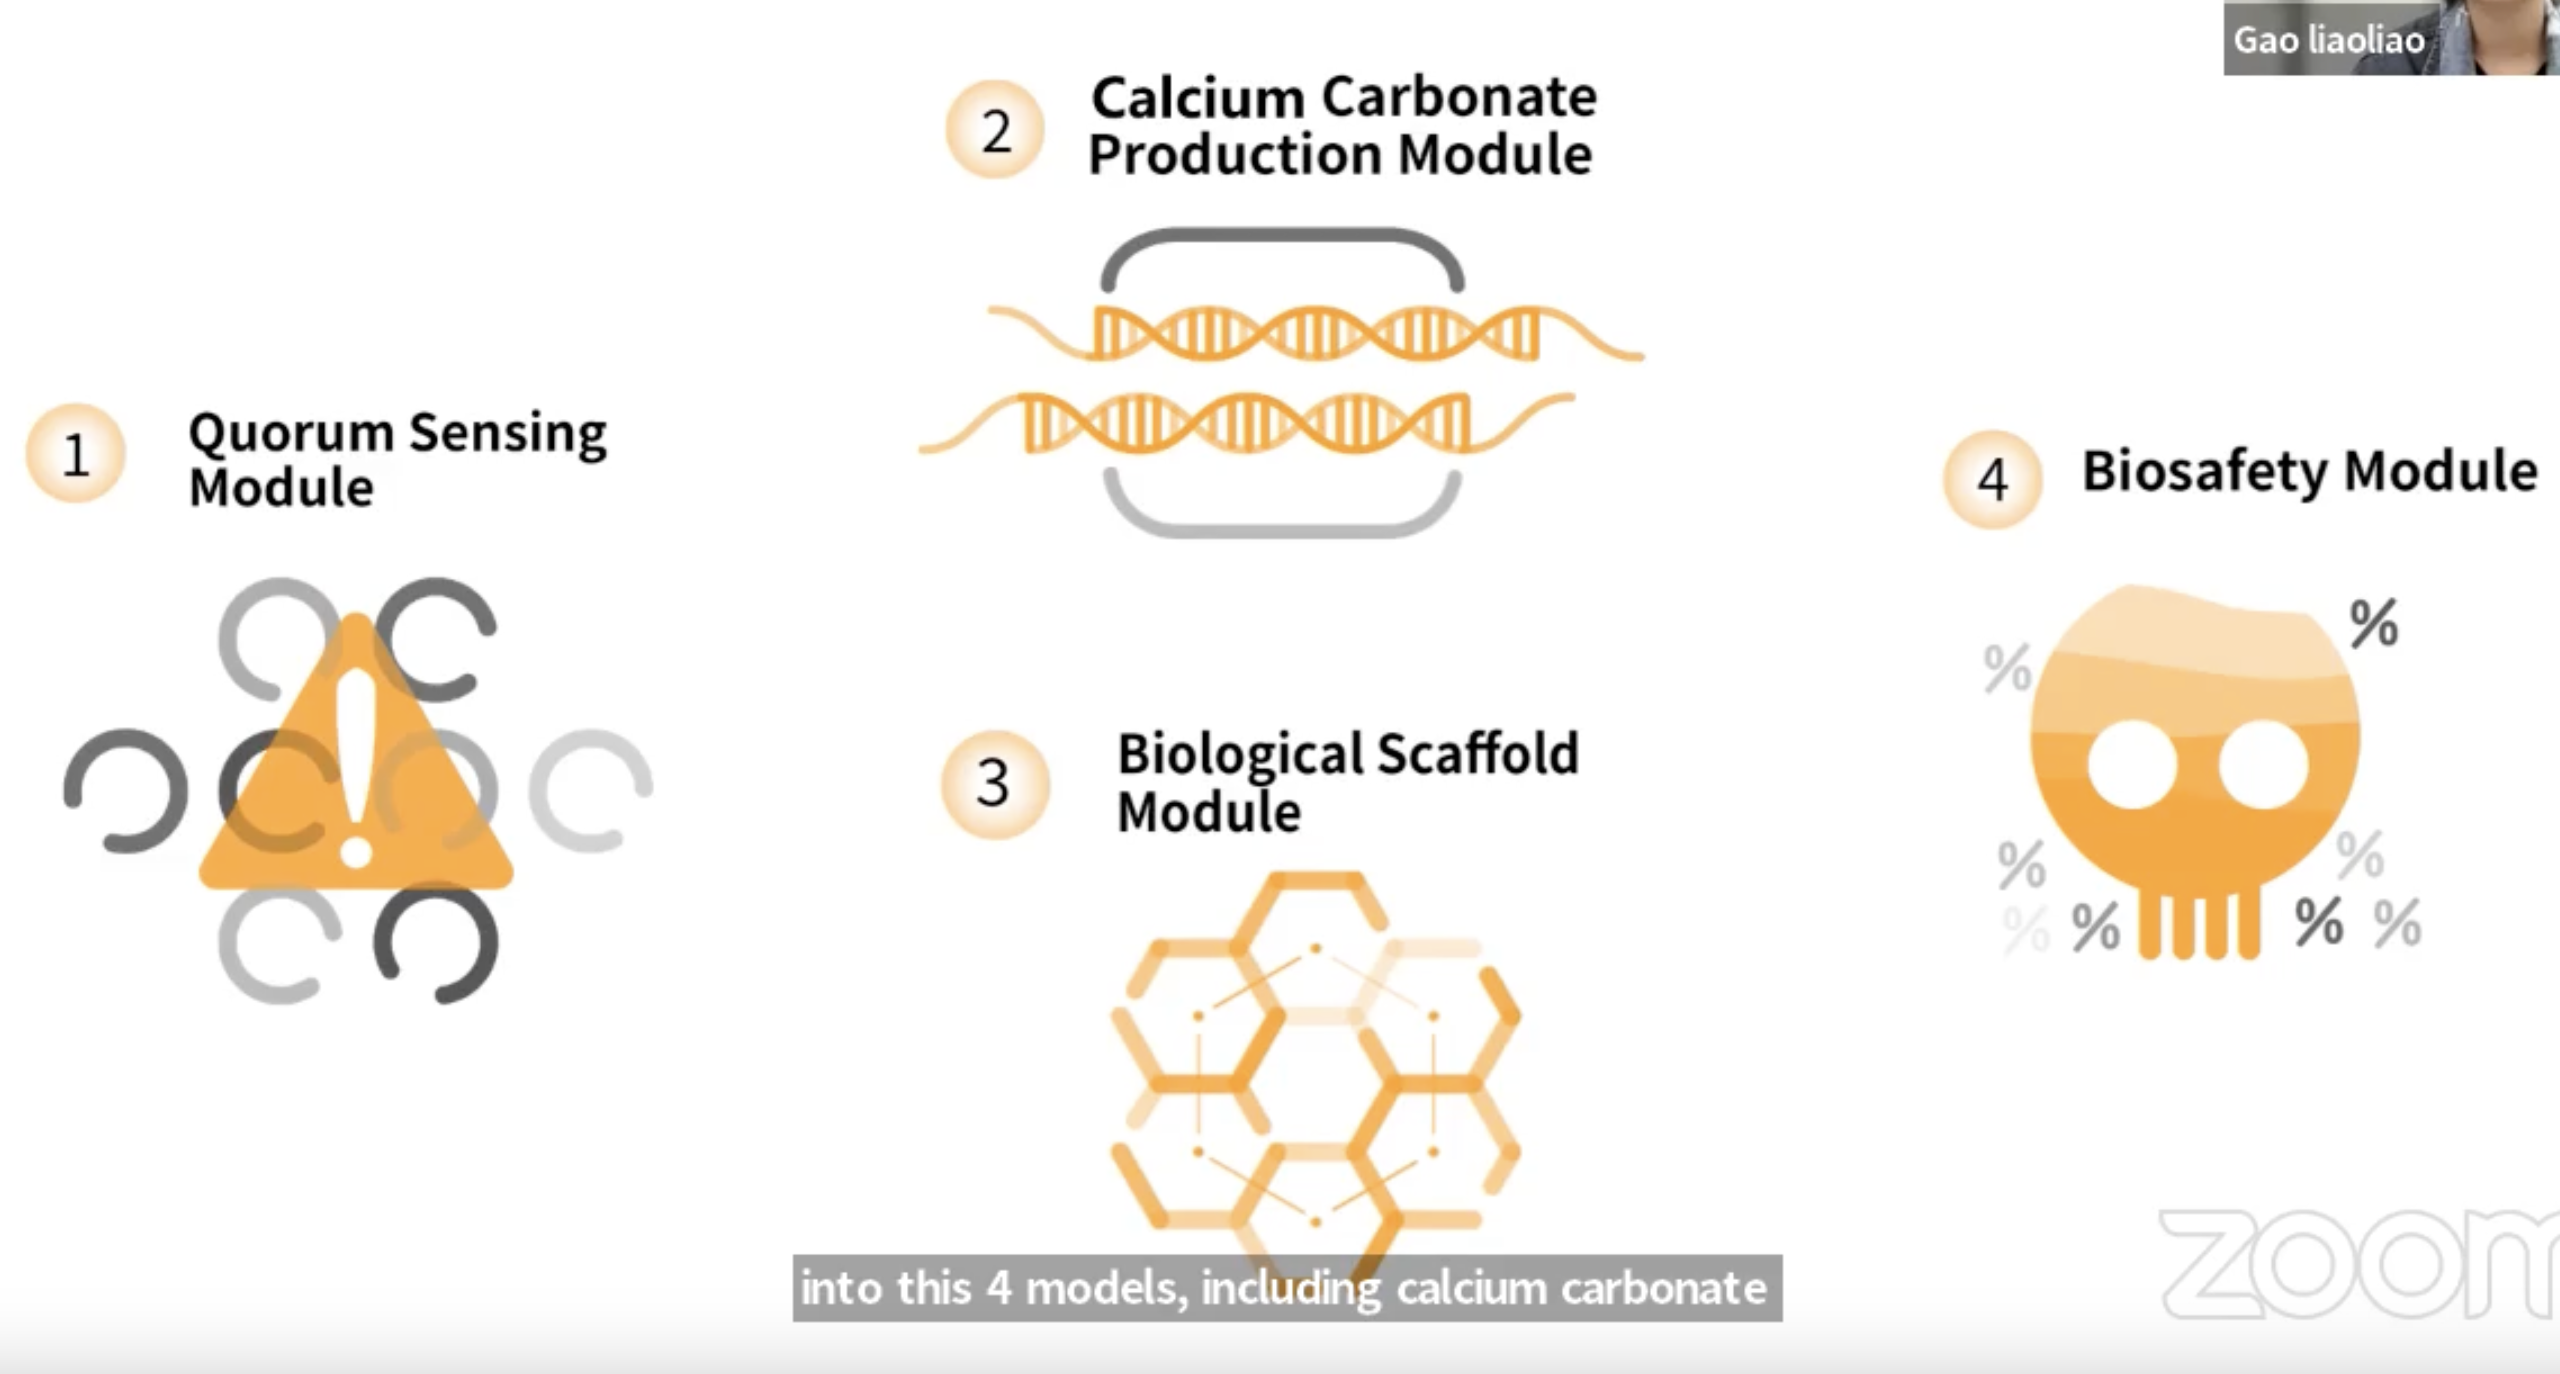 Gao liaoliao
2
Calcium Carbonate
Production Module
1
Quorum Sensing
Module
4
Biosafety Module
%
%
3
Biological Scaffold
Module
%
%
% %
% %
into this 4 models, including calcium carbonate
zoom